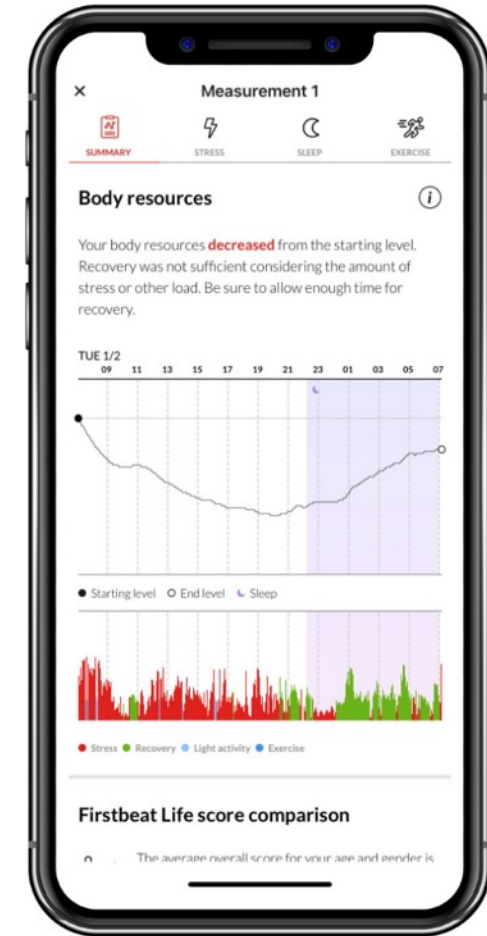 Measurement 1
SUMMARY STRESS SLEEP EXERCISE
Body resources i
Your body resources decreased from the starting level.
Recovery was not sufficient considering the amount of
stress or other load. Be sure to allow enough time for
recovery.
TUE 1/2
09 11 13 15 17 19 21 23 01 03 05 07
Starting level End level Sleep
Stress Recovery Light activity Exercise
Firstbeat Life score comparison
The average overall score for your age and gender is